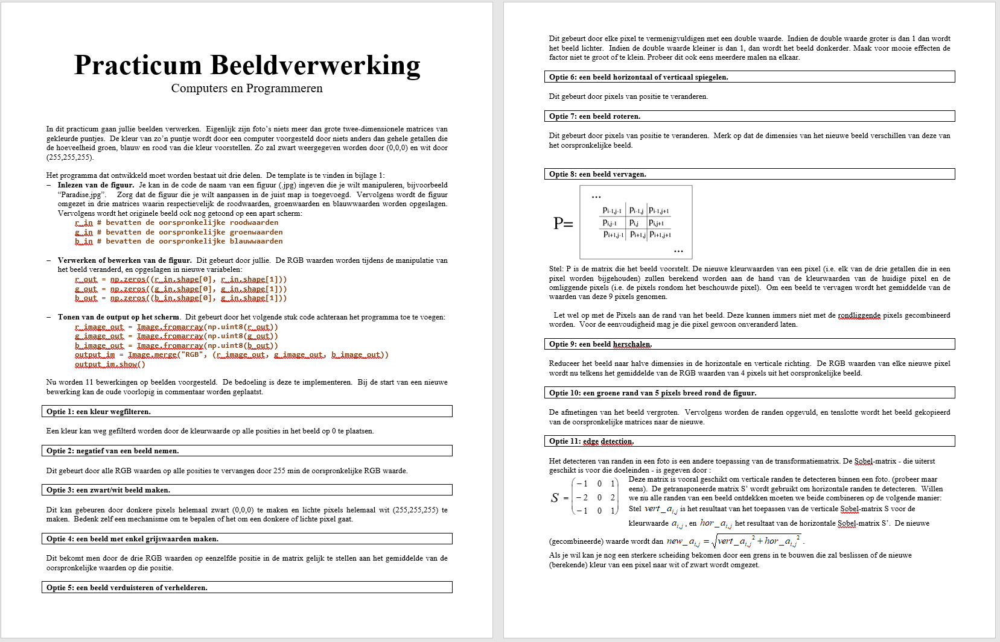 Practicum Beeldverwerking
Computers en Programmeren
In dit practicum gaan jullie beelden verwerken. Eigenlijk zijn foto’s niets meer dan grote twee-dimensionele matrices van
gekleurde puntjes. De kleur van zo’n puntje wordt door een computer voorgesteld door niets anders dan gehele getallen die
de hoeveelheid groen, blauw en rood van die kleur voorstellen. Zo zal zwart weergegeven worden door (0,0,0) en wit door
(255,255,255).
Het programma dat ontwikkeld moet worden bestaat uit drie delen. De template is te vinden in bijlage 1:
– Inlezen van de figuur. Je kan in de code de naam van een figuur (.jpg) ingeven die je wilt manipuleren, bijvoorbeeld
“Paradise.jpg”. Zorg dat de figuur die je wilt aanpassen in de juist map is toegevoegd. Vervolgens wordt de figuur
omgezet in drie matrices waarin respectievelijk de roodwaarden, groenwaarden en blauwwaarden worden opgeslagen.
Vervolgens wordt het originele beeld ook nog getoond op een apart scherm:
r_in # bevatten de oorspronkelijke roodwaarden
g_in # bevatten de oorspronkelijke groenwaarden
b_in # bevatten de oorspronkelijke blauwwaarden
– Verwerken of bewerken van de figuur. Dit gebeurt door jullie. De RGB waarden worden tijdens de manipulatie van
het beeld veranderd, en opgeslagen in nieuwe variabelen:
r_out = np.zeros((r_in.shape[0], r_in.shape[1]))
g_out = np.zeros((g_in.shape[0], g_in.shape[1]))
b_out = np.zeros((b_in.shape[0], g_in.shape[1]))
– Tonen van de output op het scherm. Dit gebeurt door het volgende stuk code achteraan het programma toe te voegen:
r_image_out = Image.fromarray(np.uint8(r_out))
g_image_out = Image.fromarray(np.uint8(g_out))
b_image_out = Image.fromarray(np.uint8(b_out))
output_im = Image.merge("RGB", (r_image_out, g_image_out, b_image_out))
output_im.show()
Nu worden 11 bewerkingen op beelden voorgesteld. De bedoeling is deze te implementeren. Bij de start van een nieuwe
bewerking kan de oude voorlopig in commentaar worden geplaatst.
Optie 1: een kleur wegfilteren.
Een kleur kan weg gefilterd worden door de kleurwaarde op alle posities in het beeld op 0 te plaatsen.
Optie 2: negatief van een beeld nemen.
Dit gebeurt door alle RGB waarden op alle posities te vervangen door 255 min de oorspronkelijke RGB waarde.
Optie 3: een zwart/wit beeld maken.
Dit kan gebeuren door donkere pixels helemaal zwart (0,0,0) te maken en lichte pixels helemaal wit (255,255,255) te
maken. Bedenk zelf een mechanisme om te bepalen of het om een donkere of lichte pixel gaat.
Optie 4: een beeld met enkel grijswaarden maken.
Dit bekomt men door de drie RGB waarden op eenzelfde positie in de matrix gelijk te stellen aan het gemiddelde van de
oorspronkelijke waarden op die positie.
Optie 5: een beeld verduisteren of verhelderen.
Dit gebeurt door elke pixel te vermenigvuldigen met een double waarde. Indien de double waarde groter is dan 1 dan wordt
het beeld lichter. Indien de double waarde kleiner is dan 1, dan wordt het beeld donkerder. Maak voor mooie effecten de
factor niet te groot of te klein. Probeer dit ook eens meerdere malen na elkaar.
Optie 6: een beeld horizontaal of verticaal spiegelen.
Dit gebeurt door pixels van positie te veranderen.
Optie 7: een beeld roteren.
Dit gebeurt door pixels van positie te veranderen. Merk op dat de dimensies van het nieuwe beeld verschillen van deze van
het oorspronkelijke beeld.
Optie 8: een beeld vervagen.
...
Pi-1,j-1 Pi-1,j Pi-1,j+1
P= Pi,j-1 Pi,j Pi,j+1
Pi+1,j-1 Pi+1,j Pi+1,j+1
...
Stel: P is de matrix die het beeld voorstelt. De nieuwe kleurwaarden van een pixel (i.e. elk van de drie getallen die in een
pixel worden bijgehouden) zullen berekend worden aan de hand van de kleurwaarden van de huidige pixel en de
omliggende pixels (i.e. de pixels rondom het beschouwde pixel). Om een beeld te vervagen wordt het gemiddelde van de
waarden van deze 9 pixels genomen.
Let wel op met de Pixels aan de rand van het beeld. Deze kunnen immers niet met de rondliggende pixels gecombineerd
worden. Voor de eenvoudigheid mag je die pixel gewoon onveranderd laten.
Optie 9: een beeld herschalen.
Reduceer het beeld naar halve dimensies in de horizontale en verticale richting. De RGB waarden van elke nieuwe pixel
wordt nu telkens het gemiddelde van de RGB waarden van 4 pixels uit het oorspronkelijke beeld.
Optie 10: een groene rand van 5 pixels breed rond de figuur.
De afmetingen van het beeld vergroten. Vervolgens worden de randen opgevuld, en tenslotte wordt het beeld gekopieerd
van de oorspronkelijke matrices naar de nieuwe.
Optie 11: edge detection.
Het detecteren van randen in een foto is een andere toepassing van de transformatiematrix. De Sobel-matrix - die uiterst
geschikt is voor die doeleinden - is gegeven door :
S = (−1 0 1
−2 0 2
−1 0 1)
Deze matrix is vooral geschikt om verticale randen te detecteren binnen een foto. (probeer maar
eens). De getransponeerde matrix S’ wordt gebruikt om horizontale randen te detecteren. Willen
we nu alle randen van een beeld ontdekken moeten we beide combineren op de volgende manier:
Stel vert_a i,j is het resultaat van het toepassen van de verticale Sobel-matrix S voor de
kleurwaarde a i,j , en hor_a i,j het resultaat van de horizontale Sobel-matrix S’. De nieuwe
(gecombineerde) waarde wordt dan new_a i,j = √(vert_a i,j ² + hor_a i,j ²) .
Als je wil kan je nog een sterkere scheiding bekomen door een grens in te bouwen die zal beslissen of de nieuwe
(berekende) kleur van een pixel naar wit of zwart wordt omgezet.